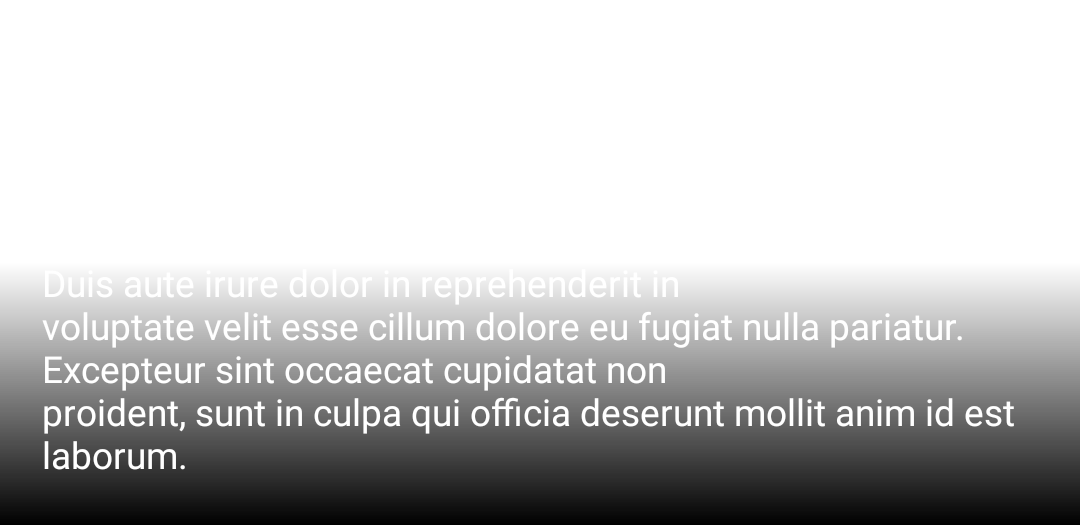 Duis aute irure dolor in reprehenderit in
voluptate velit esse cillum dolore eu fugiat nulla pariatur.
Excepteur sint occaecat cupidatat non
proident, sunt in culpa qui officia deserunt mollit anim id est
laborum.